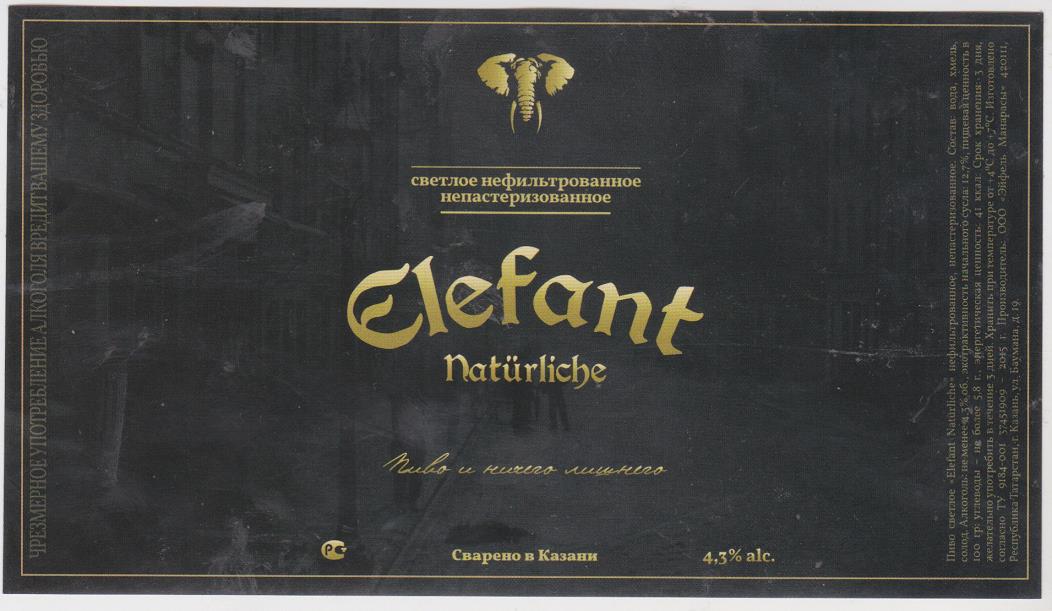 ЧРЕЗМЕРНОЕ УПОТРЕБЛЕНИЕ АЛКОГОЛЯ ВРЕДИТ ВАШЕМУ ЗДОРОВЬЮ
светлое нефильтрованное
непастеризованное
Elefant
Natürliche
Пиво и ничего лишнего
РС
Сварено в Казани
4,3% alc.
Пиво светлое «Elefant Natürliche» нефильтрованное, непастеризованное. Состав: вода, хмель,
солод. Алкоголь: не менее 4,3% об., экстрактивность начального сусла: 12,7%, пищевая ценность в
100 гр: углеводы – не более 5,8 г., энергетическая ценность: 41 ккал. Срок хранения: 3 дня,
желательно употребить в течение 3 дней. Хранить при температуре от +4°C до +7°C. Изготовлено
согласно ТУ 9184-001 37451909 – 2015 г. Производитель: ООО «Эйфель Манарасы» 420111,
Республика Татарстан, г. Казань, ул. Баумана, д. 19.